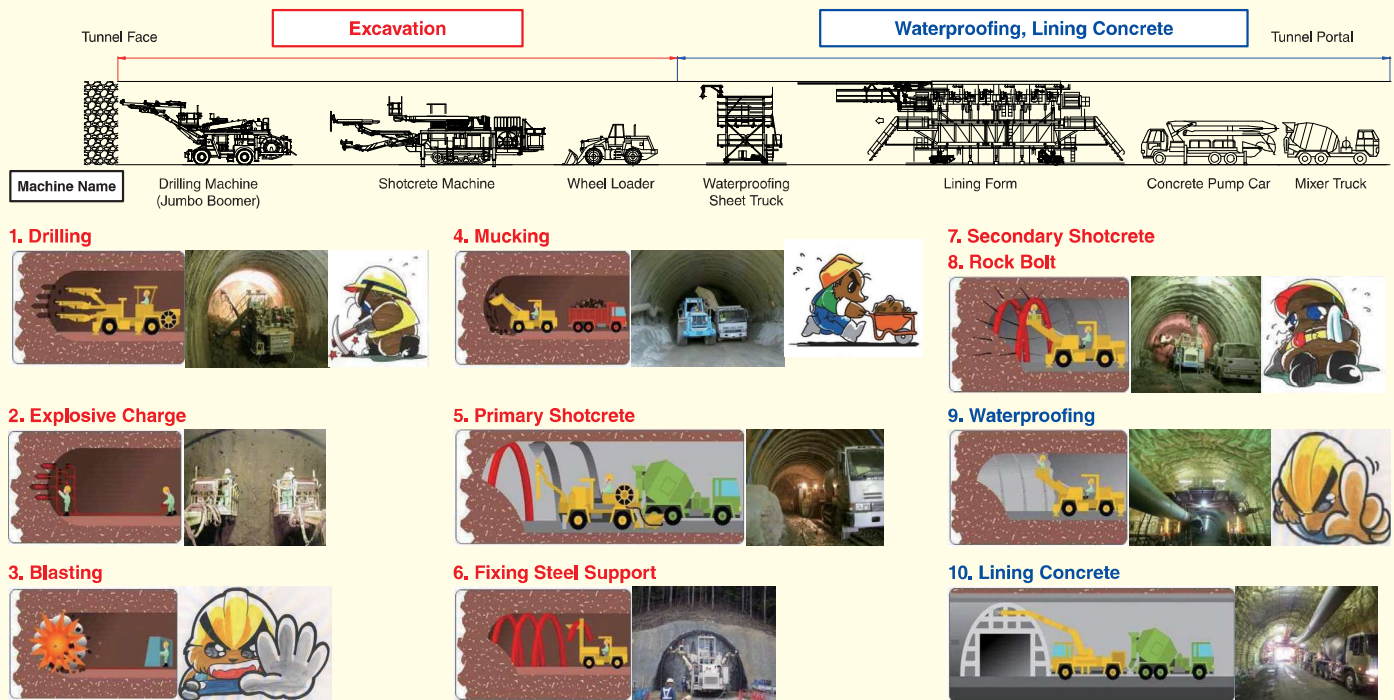 Excavation
Waterproofing, Lining Concrete
Tunnel Face
Tunnel Portal
Machine Name
Drilling Machine
(Jumbo Boomer)
Shotcrete Machine
Wheel Loader
Waterproofing
Sheet Truck
Lining Form
Concrete Pump Car
Mixer Truck
1. Drilling
2. Explosive Charge
3. Blasting
4. Mucking
5. Primary Shotcrete
6. Fixing Steel Support
7. Secondary Shotcrete
8. Rock Bolt
9. Waterproofing
10. Lining Concrete